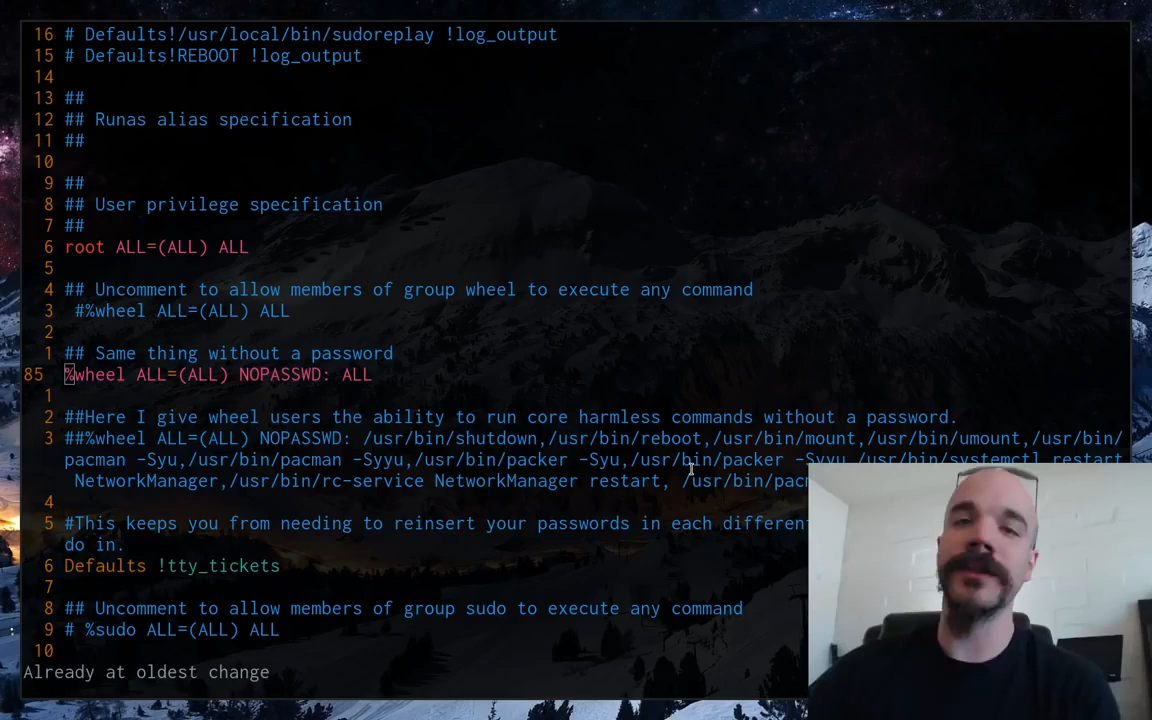 16 # Defaults!/usr/local/bin/sudoreplay !log_output
15 # Defaults!REBOOT !log_output
14
13 ##
12 ## Runas alias specification
11 ##
10
9 ##
8 ## User privilege specification
7 ##
6 root ALL=(ALL) ALL
5
4 ## Uncomment to allow members of group wheel to execute any command
3 #%wheel ALL=(ALL) ALL
2
1 ## Same thing without a password
85 %wheel ALL=(ALL) NOPASSWD: ALL
1
2 ##Here I give wheel users the ability to run core harmless commands without a password.
3 ##%wheel ALL=(ALL) NOPASSWD: /usr/bin/shutdown,/usr/bin/reboot,/usr/bin/mount,/usr/bin/umount,/usr/bin/
pacman -Syu,/usr/bin/pacman -Syyu,/usr/bin/packer -Syu,/usr/bin/packer -Syyu,/usr/bin/systemctl restart
NetworkManager,/usr/bin/rc-service NetworkManager restart, /usr/bin/pacm
4
5 #This keeps you from needing to reinsert your passwords in each different
do in.
6 Defaults !tty_tickets
7
8 ## Uncomment to allow members of group sudo to execute any command
9 # %sudo ALL=(ALL) ALL
10
Already at oldest change